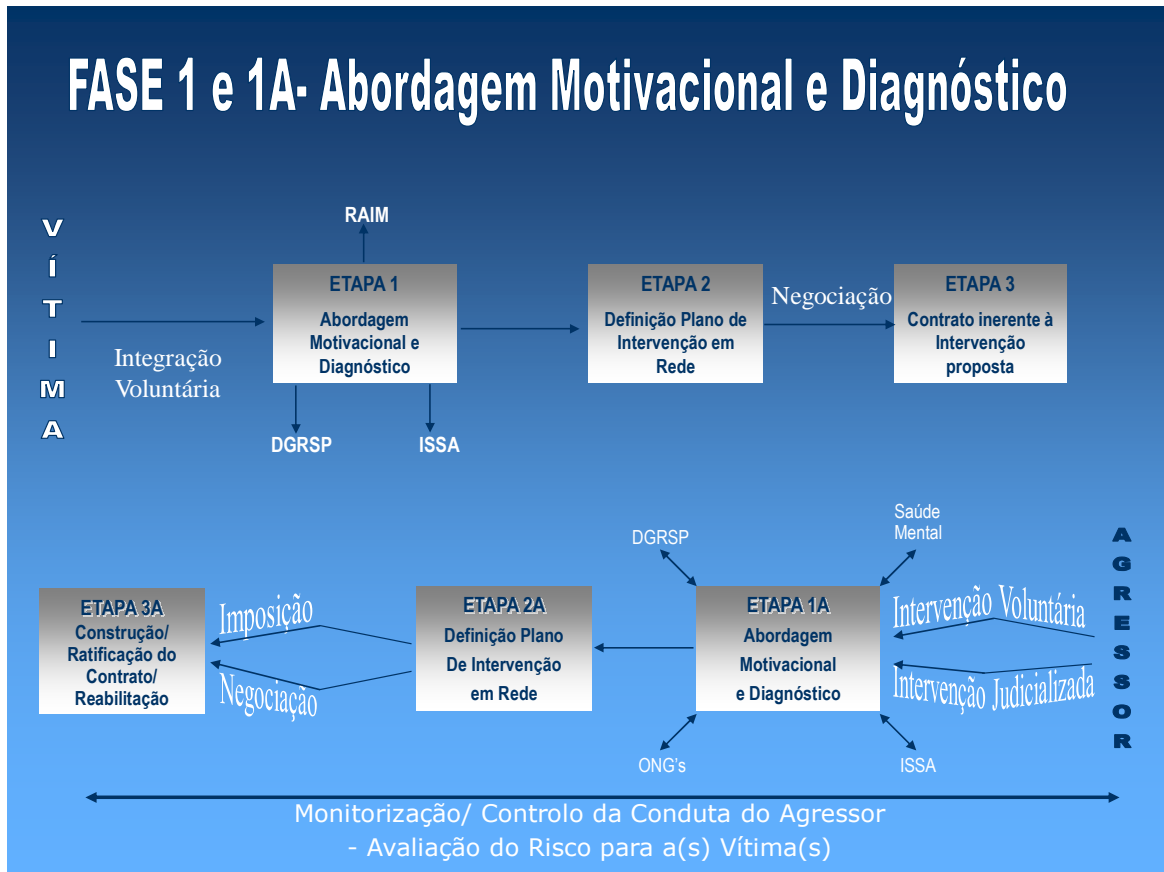 FASE 1 e 1A- Abordagem Motivacional e Diagnóstico
VÍTIMA
RAIM
Integração
Voluntária
ETAPA 1
Abordagem
Motivacional e
Diagnóstico
DGRSP
ISSA
ETAPA 2
Definição Plano de
Intervenção em
Rede
Negociação
ETAPA 3
Contrato inerente à
Intervenção
proposta
AGRESSOR
Intervenção Voluntária
Intervenção Judicializada
Saúde
Mental
DGRSP
ETAPA 1A
Abordagem
Motivacional
e Diagnóstico
ONG's
ISSA
ETAPA 2A
Definição Plano
De Intervenção
em Rede
Imposição
Negociação
ETAPA 3A
Construção/
Ratificação do
Contrato/
Reabilitação
Monitorização/ Controlo da Conduta do Agressor
- Avaliação do Risco para a(s) Vítima(s)